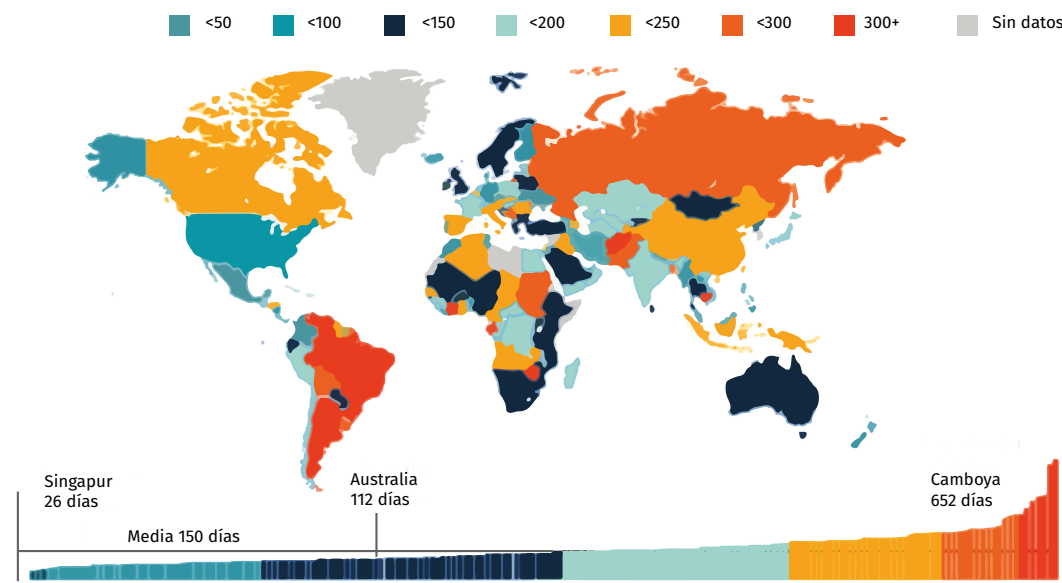 <50 <100 <150 <200 <250 <300 300+ Sin datos
Singapur
26 días
Media 150 días
Australia
112 días
Camboya
652 días